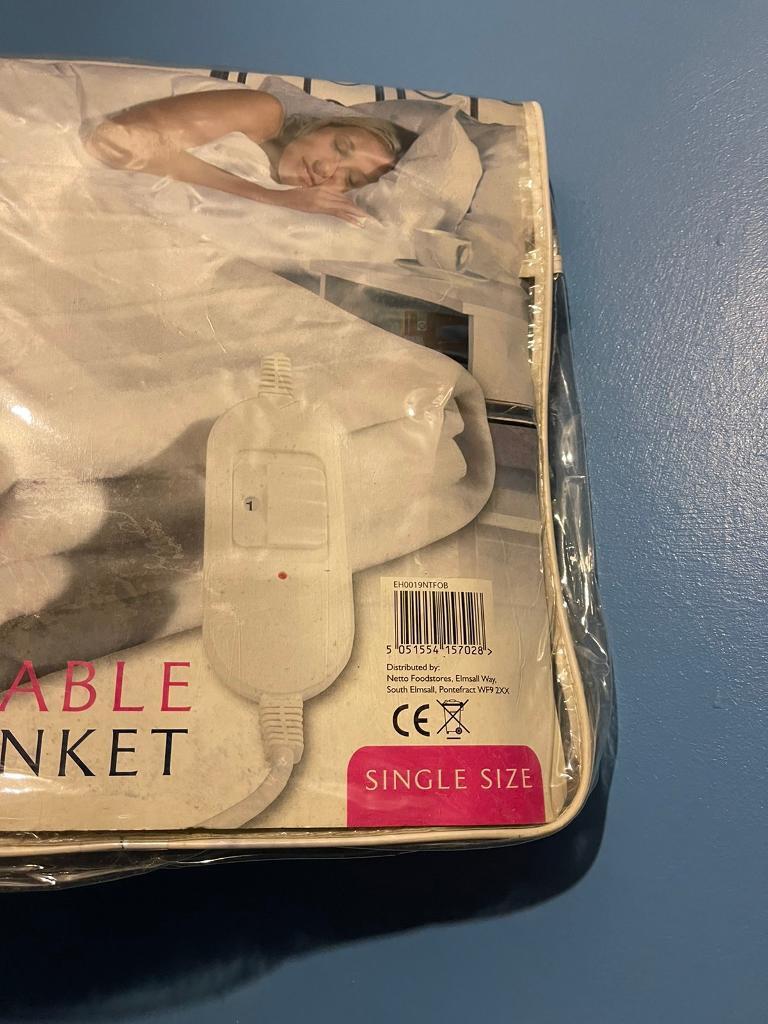 1
EH0019NTFOB
5 051554 157028 >
Distributed by:
Netto Foodstores, Elmsall Way,
South Elmsall, Pontefract WF9 2XX
CE
ABLE
NKET
SINGLE SIZE